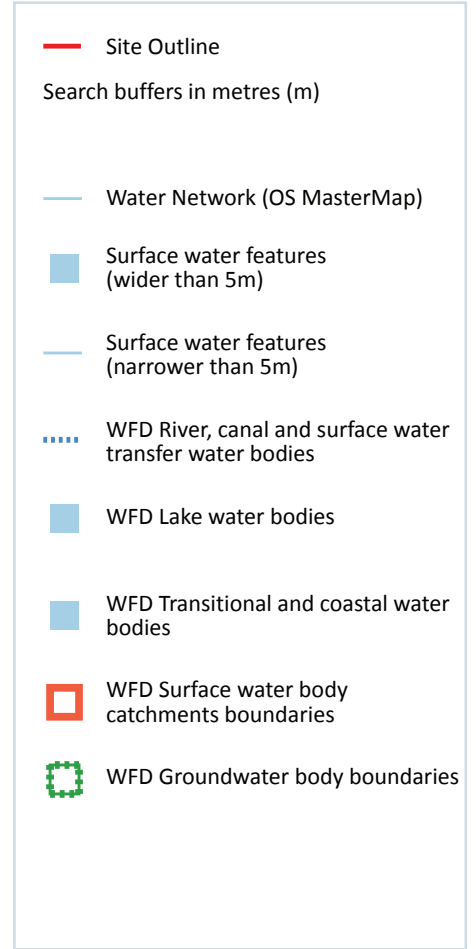 Site Outline
Search buffers in metres (m)
Water Network (OS MasterMap)
Surface water features
(wider than 5m)
Surface water features
(narrower than 5m)
WFD River, canal and surface water
transfer water bodies
WFD Lake water bodies
WFD Transitional and coastal water
bodies
WFD Surface water body
catchments boundaries
WFD Groundwater body boundaries